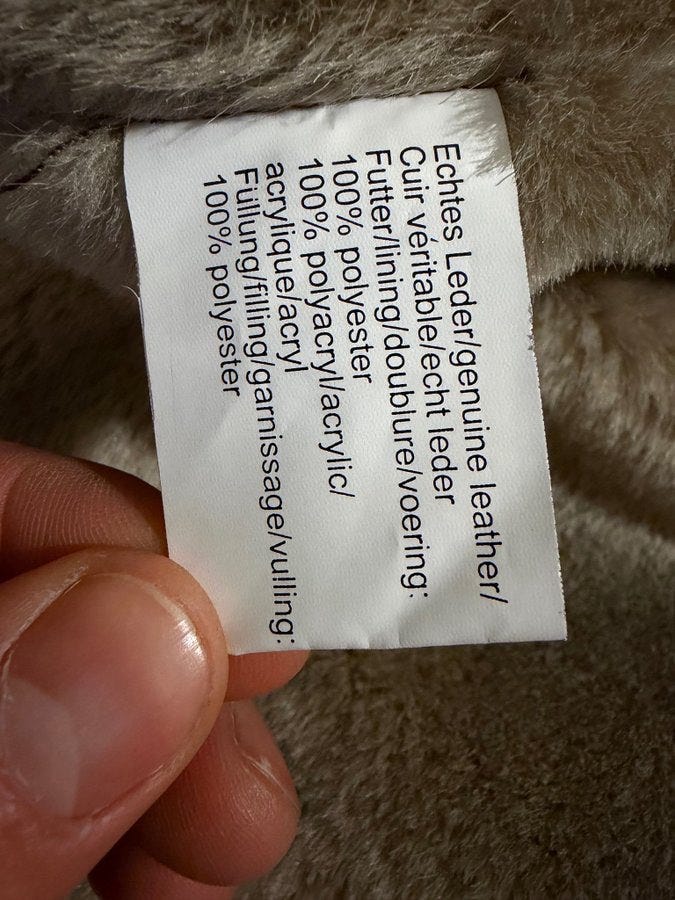 Echtes Leder/genuine leather/
Cuir véritable/echt leder
Futter/lining/doublure/voering:
100% polyester
100% polyacryl/acrylic/
acrylique/acryl
Füllung/filling/garnissage/vulling:
100% polyester